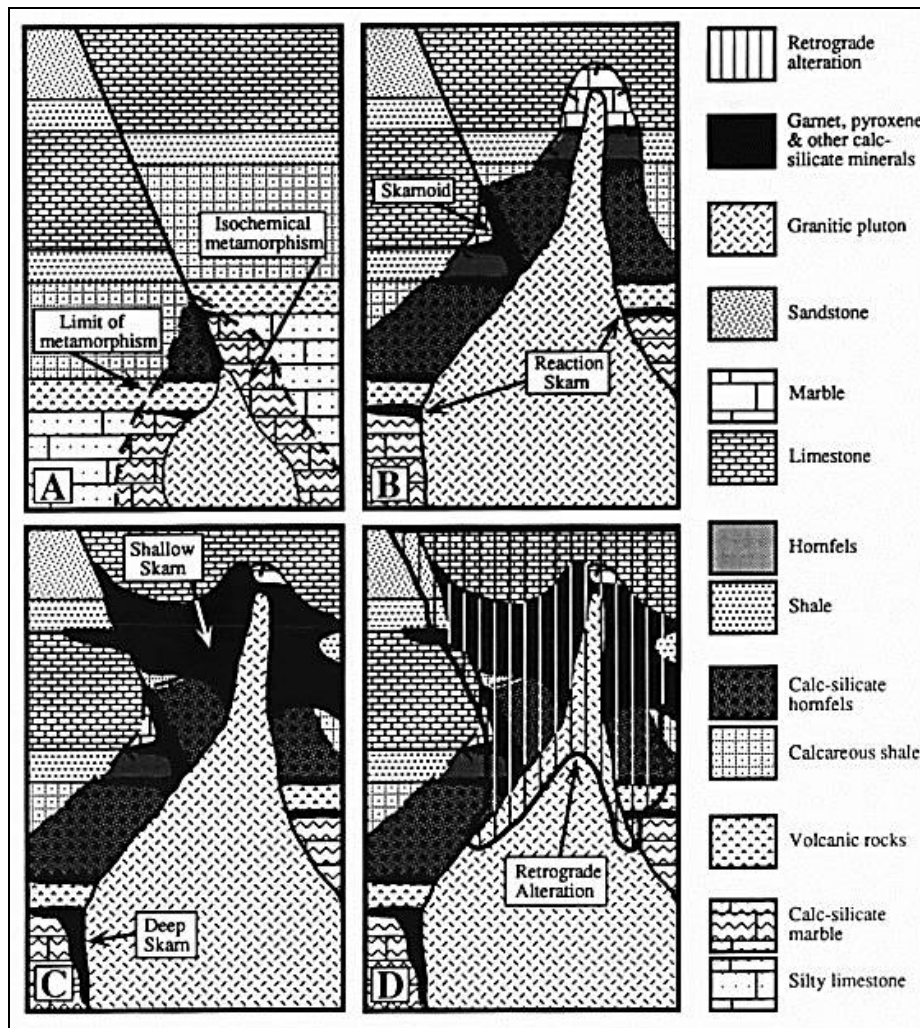 Isochemical
metamorphism
Limit of
metamorphism
A
Skarnoid
Reaction
Skarn
B
Shallow
Skarn
Deep
Skarn
C
Retrograde
Alteration
D
Retrograde
alteration
Garnet, pyroxene
& other calc-
silicate minerals
Granitic pluton
Sandstone
Marble
Limestone
Hornfels
Shale
Calc-silicate
hornfels
Calcareous shale
Volcanic rocks
Calc-silicate
marble
Silty limestone